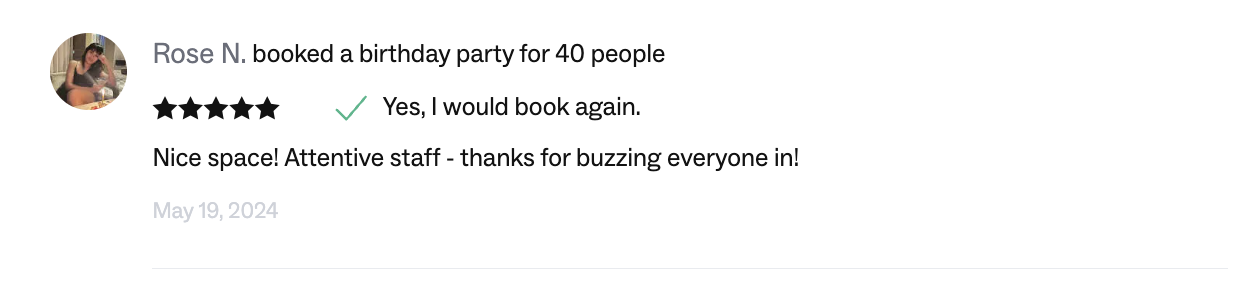 Rose N. booked a birthday party for 40 people
Yes, I would book again.
Nice space! Attentive staff - thanks for buzzing everyone in!
May 19, 2024